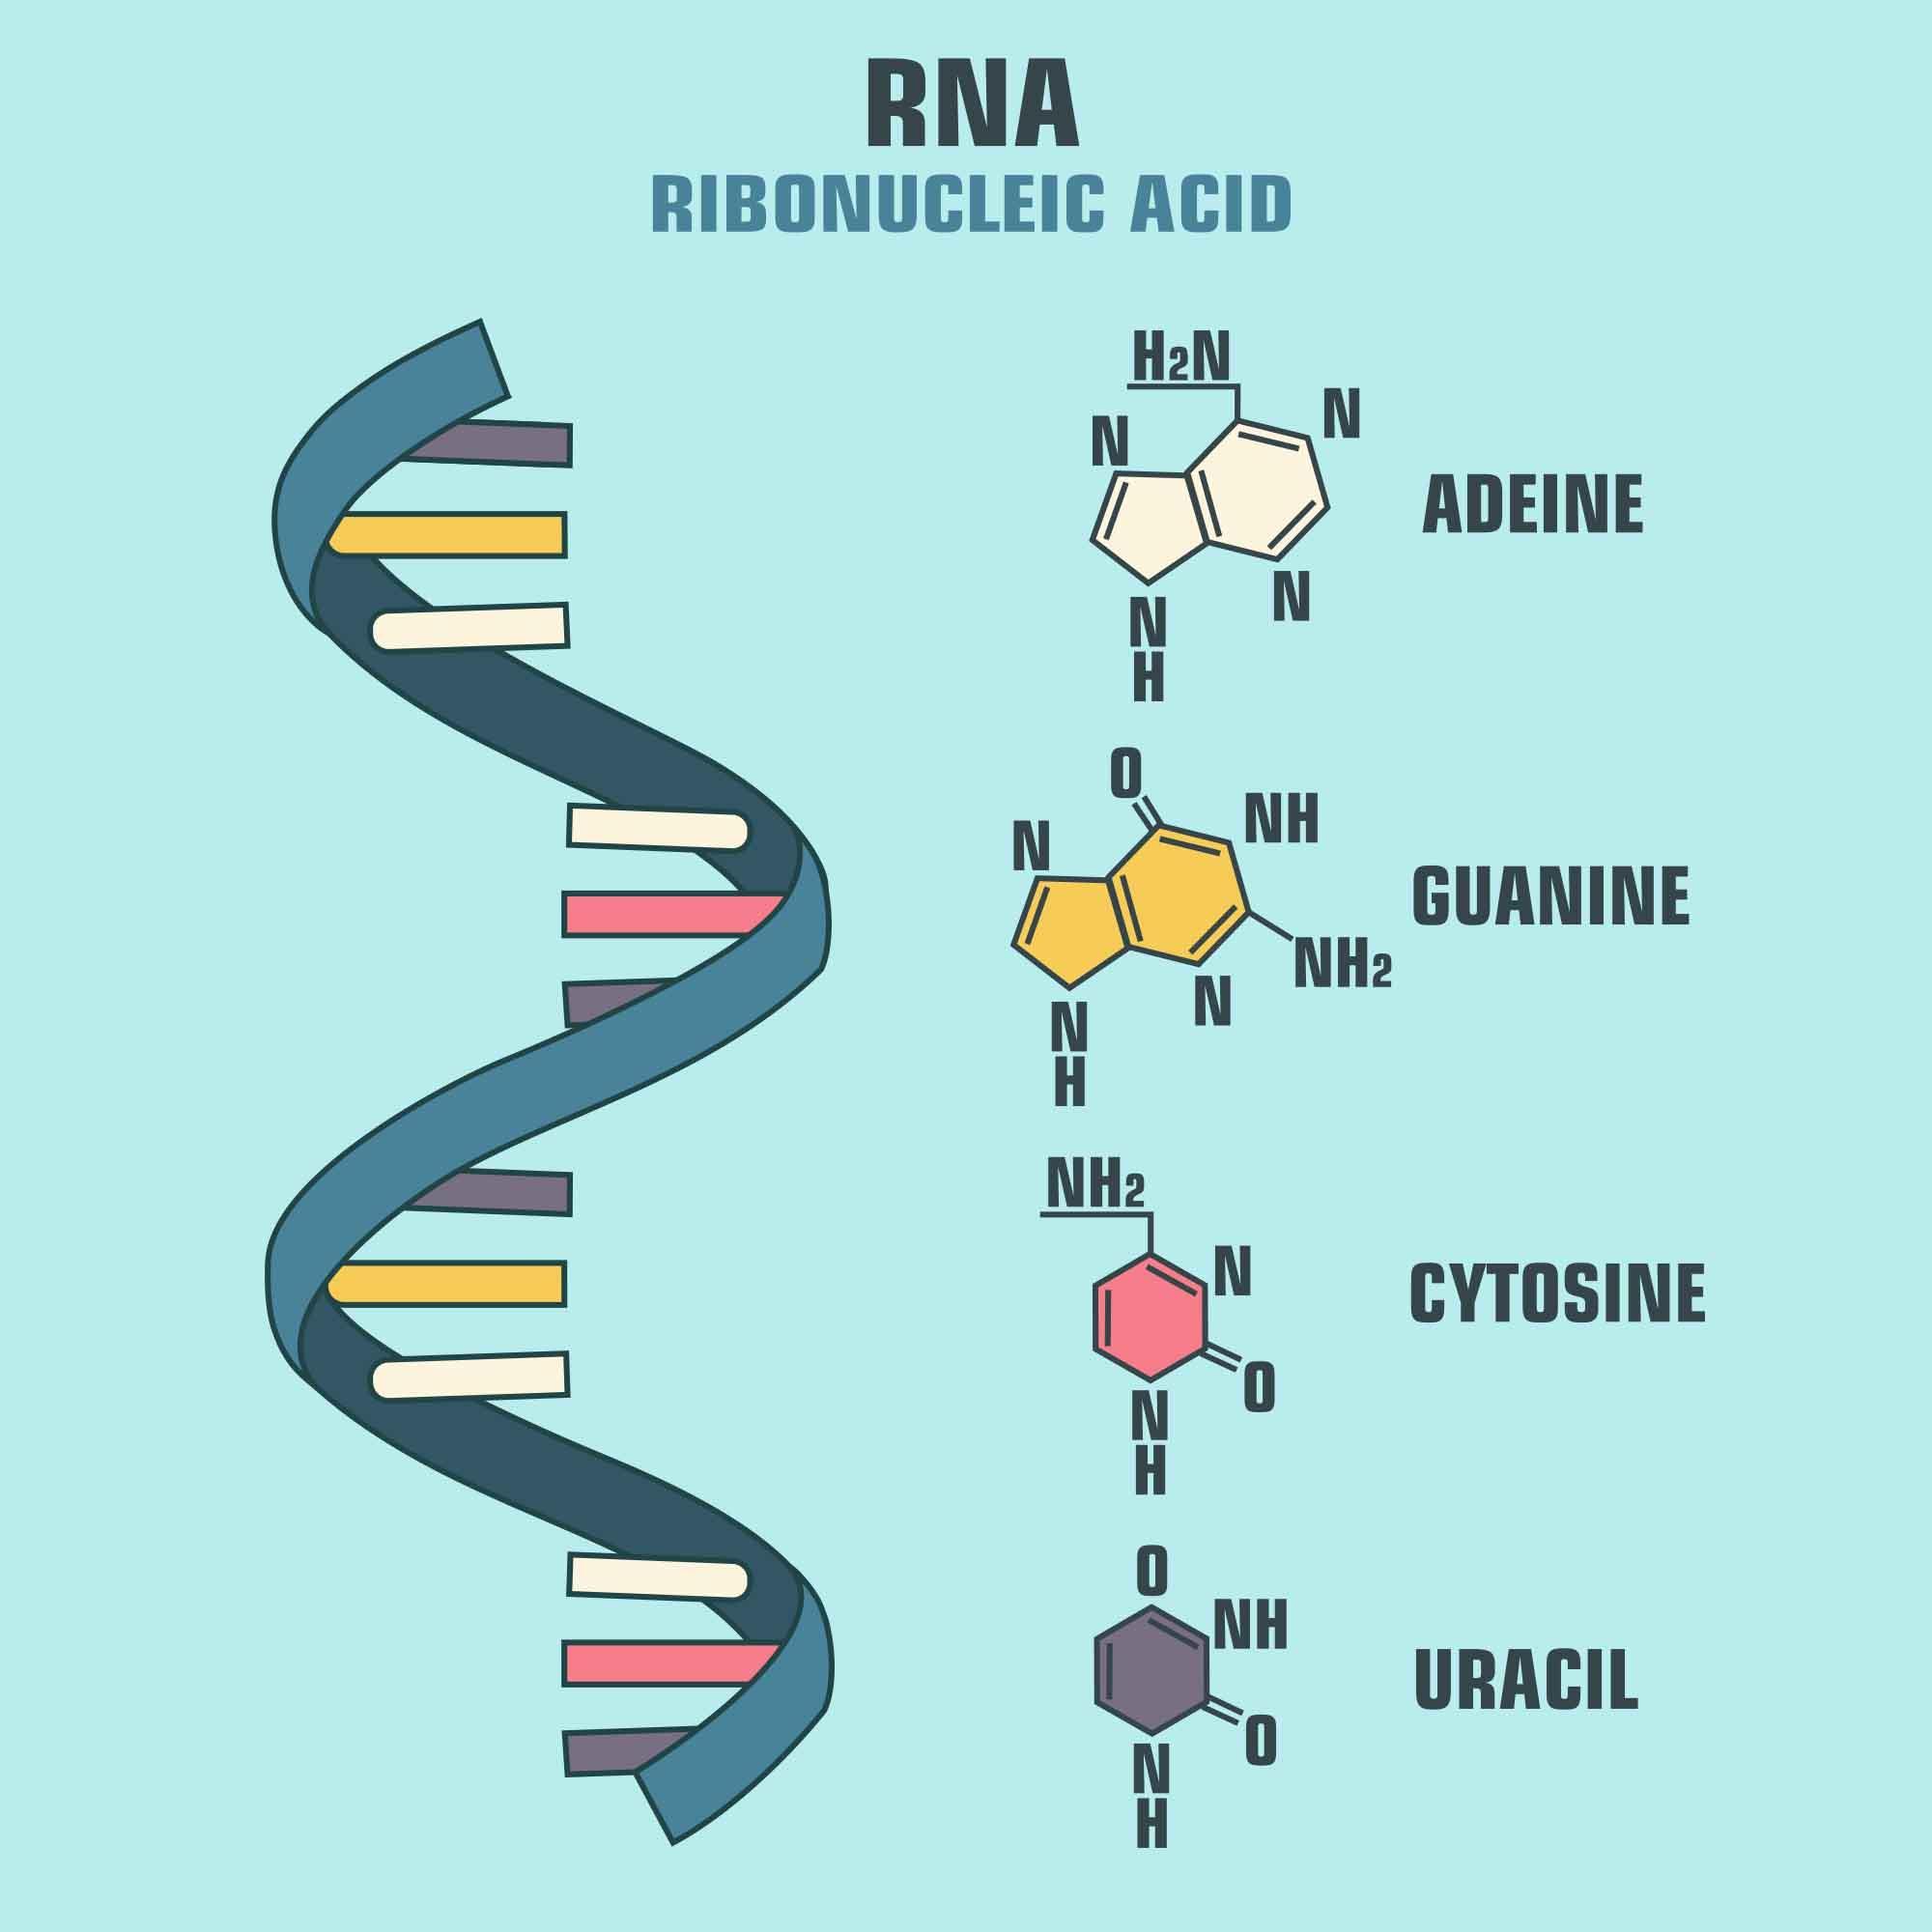 RNA
RIBONUCLEIC ACID
H2N
N
N
ADEINE
N
N
H
O
NH
N
GUANINE
NH2
N
N
H
NH2
N
CYTOSINE
O
N
H
O
NH
URACIL
O
N
H